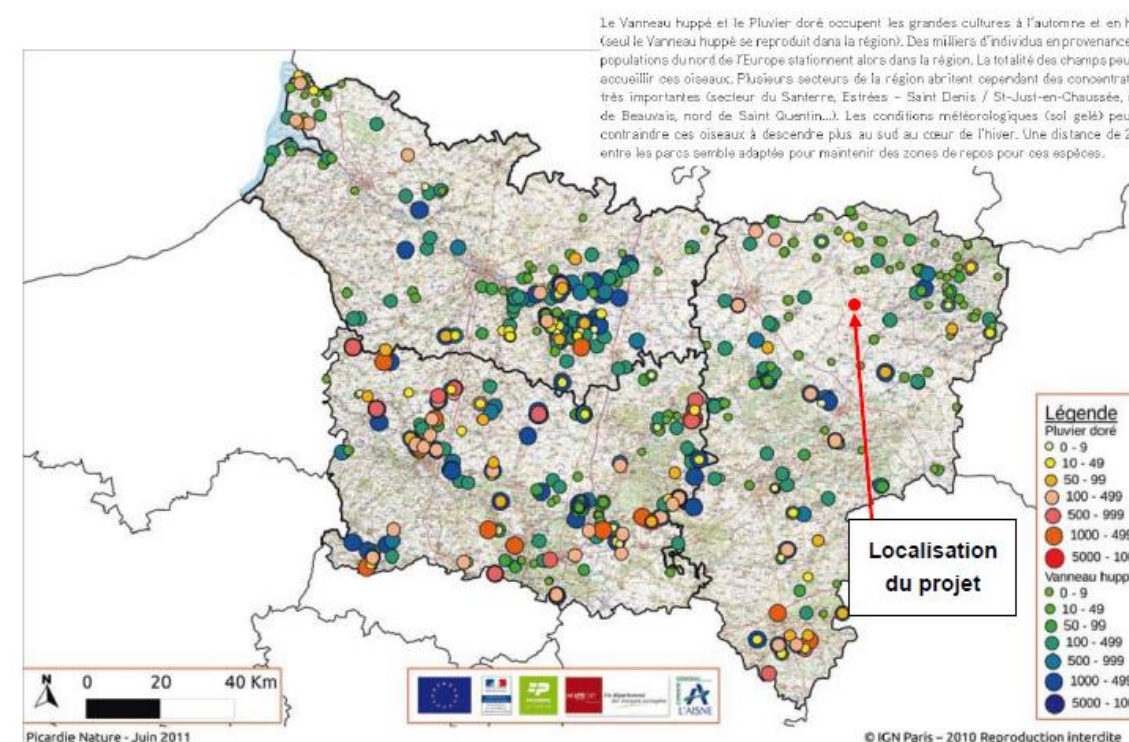 Le Vanneau huppé et le Pluvier doré occupent les grandes cultures à l'automne et en h
(seul le Vanneau huppé se reproduit dans la région). Des milliers d'individus en provenance
populations du nord de l'Europe stationnent alors dans la région. La totalité des champs peu
accueillir ces oiseaux. Plusieurs secteurs de la région abritent cependant des concentrat
très importantes (secteur du Santerre, Estrées - Saint Denis / St-Just-en-Chaussée,
de Beauvais, nord de Saint Quentin...). Les conditions météorologiques (sol gelé) peu
contraindre ces oiseaux à descendre plus au sud au cœur de l'hiver. Une distance de 2
entre les parcs semble adaptée pour maintenir des zones de repos pour ces espèces.
Légende
Pluvier doré
0 - 9
10 - 49
50 - 99
100 - 499
500 - 999
1000 - 499
5000 - 100
Vanneau hupp
0 - 9
10 - 49
50 - 99
100 - 499
500 - 999
1000 - 499
5000 - 100
Localisation
du projet
N
0 20 40 Km
L'AISNE
Picardie Nature - Juin 2011
© IGN Paris – 2010 Reproduction interdite